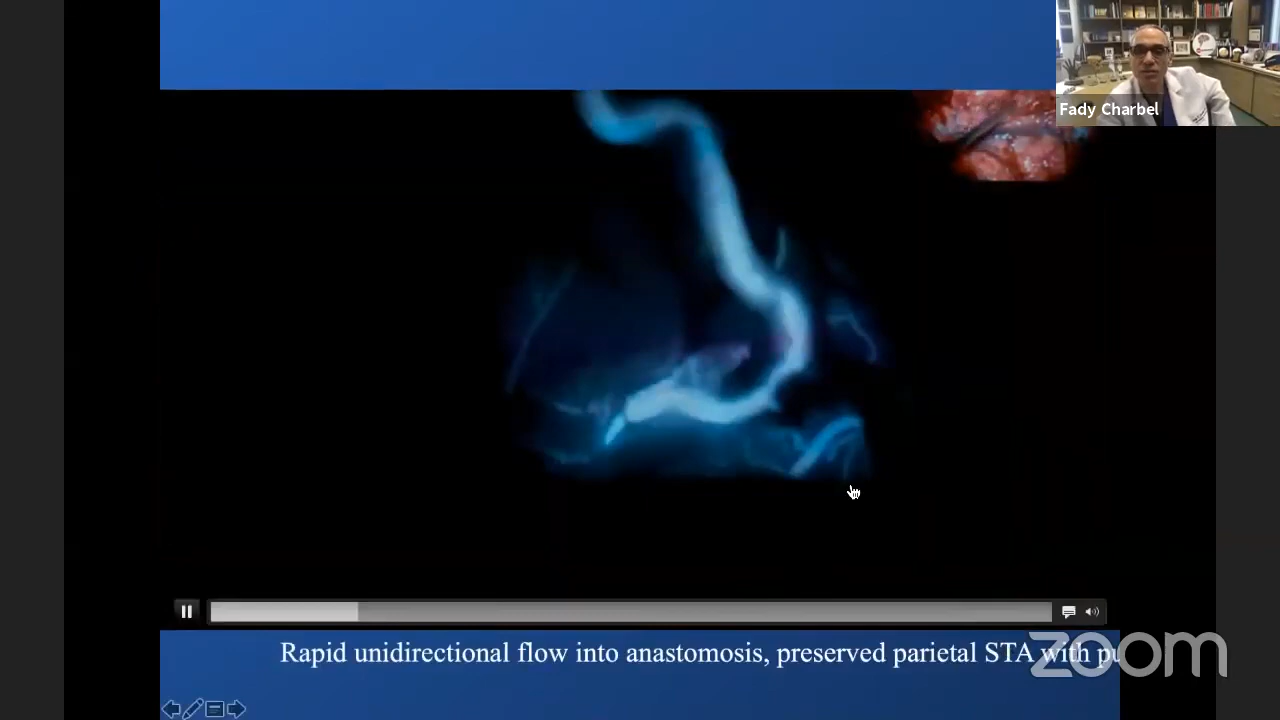 Fady Charbel
Rapid unidirectional flow into anastomosis, preserved parietal STA with
zoom